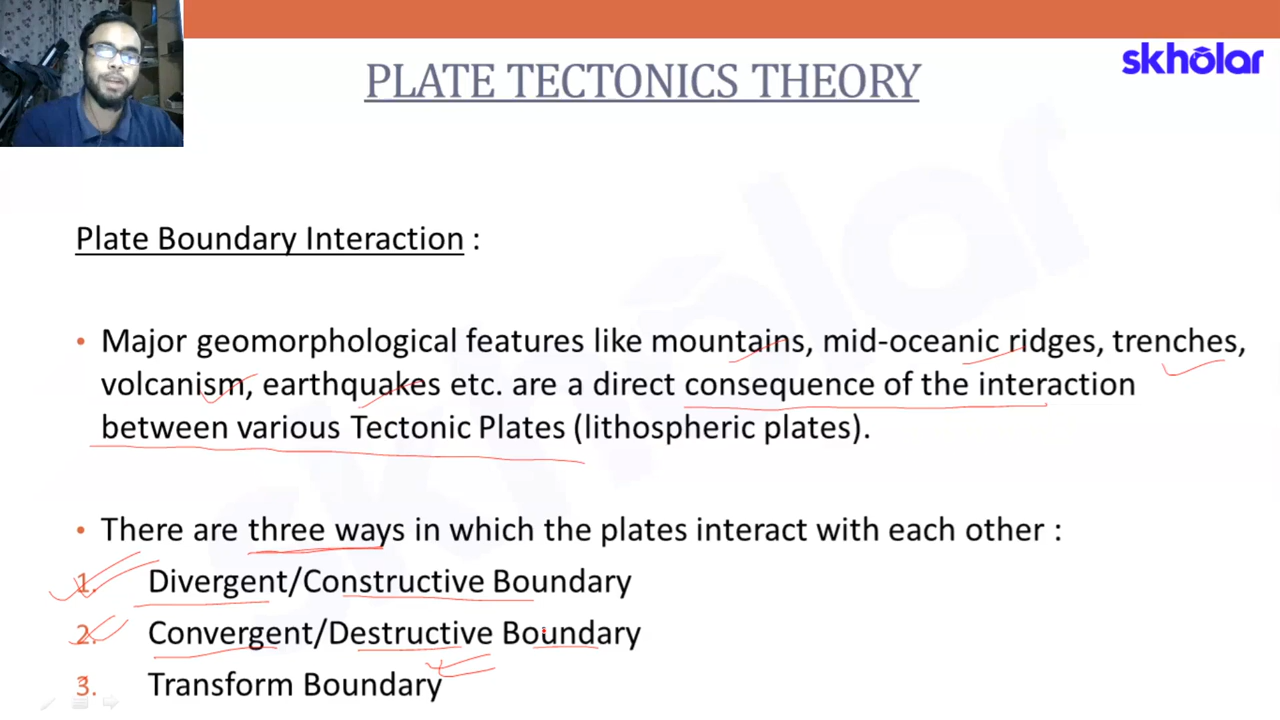 skholar
PLATE TECTONICS THEORY
Plate Boundary Interaction :
• Major geomorphological features like mountains, mid-oceanic ridges, trenches,
volcanism, earthquakes etc. are a direct consequence of the interaction
between various Tectonic Plates (lithospheric plates).
• There are three ways in which the plates interact with each other :
1. Divergent/Constructive Boundary
2. Convergent/Destructive Boundary
3. Transform Boundary
skholar